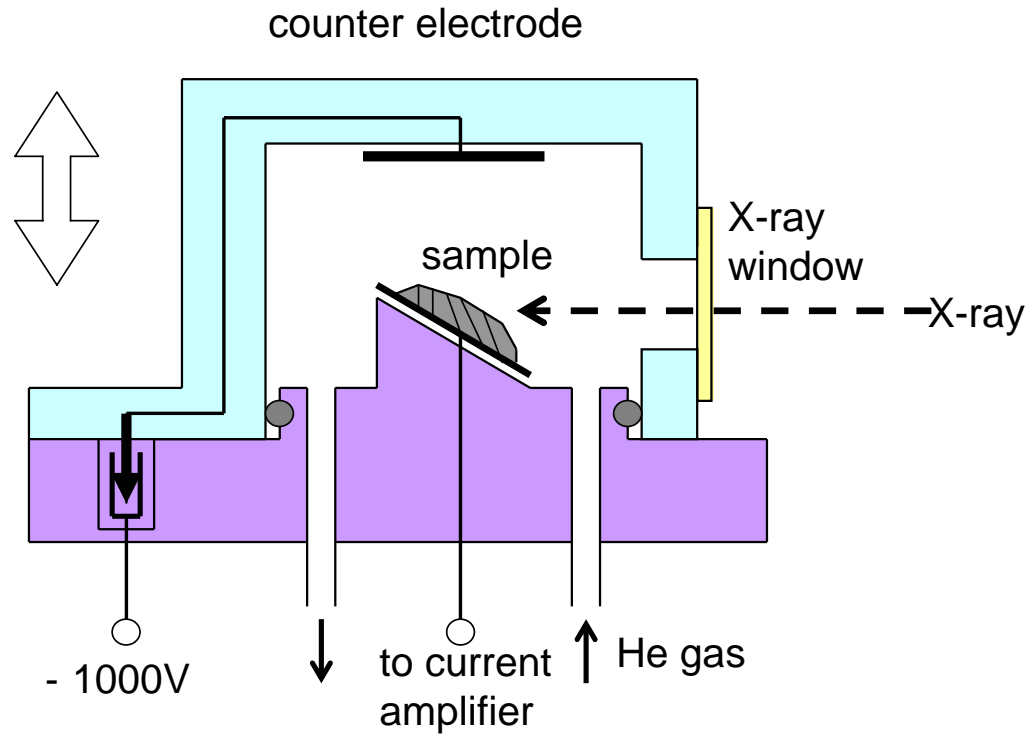 counter electrode
X-ray
window
sample
X-ray
- 1000V
to current
amplifier
He gas